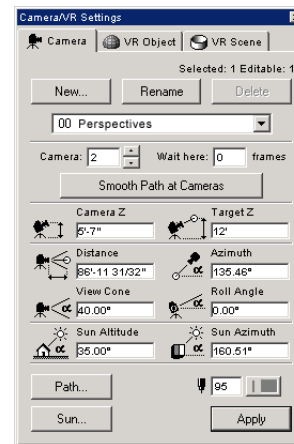 Camera/VR Settings
Camera VR Object VR Scene
Selected: 1 Editable: 1
New... Rename Delete
00 Perspectives
Camera: 2 Wait here: 0 frames
Smooth Path at Cameras
Camera Z Target Z
5'-7" 12'
Distance Azimuth
86'-11 31/32" 135.46°
View Cone Roll Angle
α 40.00° α 0.00°
Sun Altitude Sun Azimuth
α 35.00° α 160.51°
Path... 95
Sun... Apply